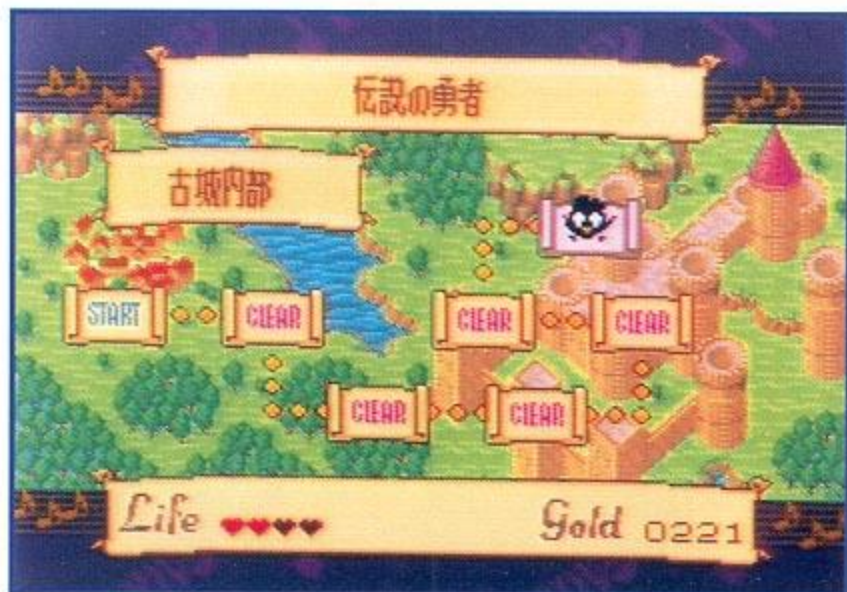 伝説の勇者
古城内部
START
CLEAR
CLEAR
CLEAR
CLEAR
CLEAR
Life
Gold 0221